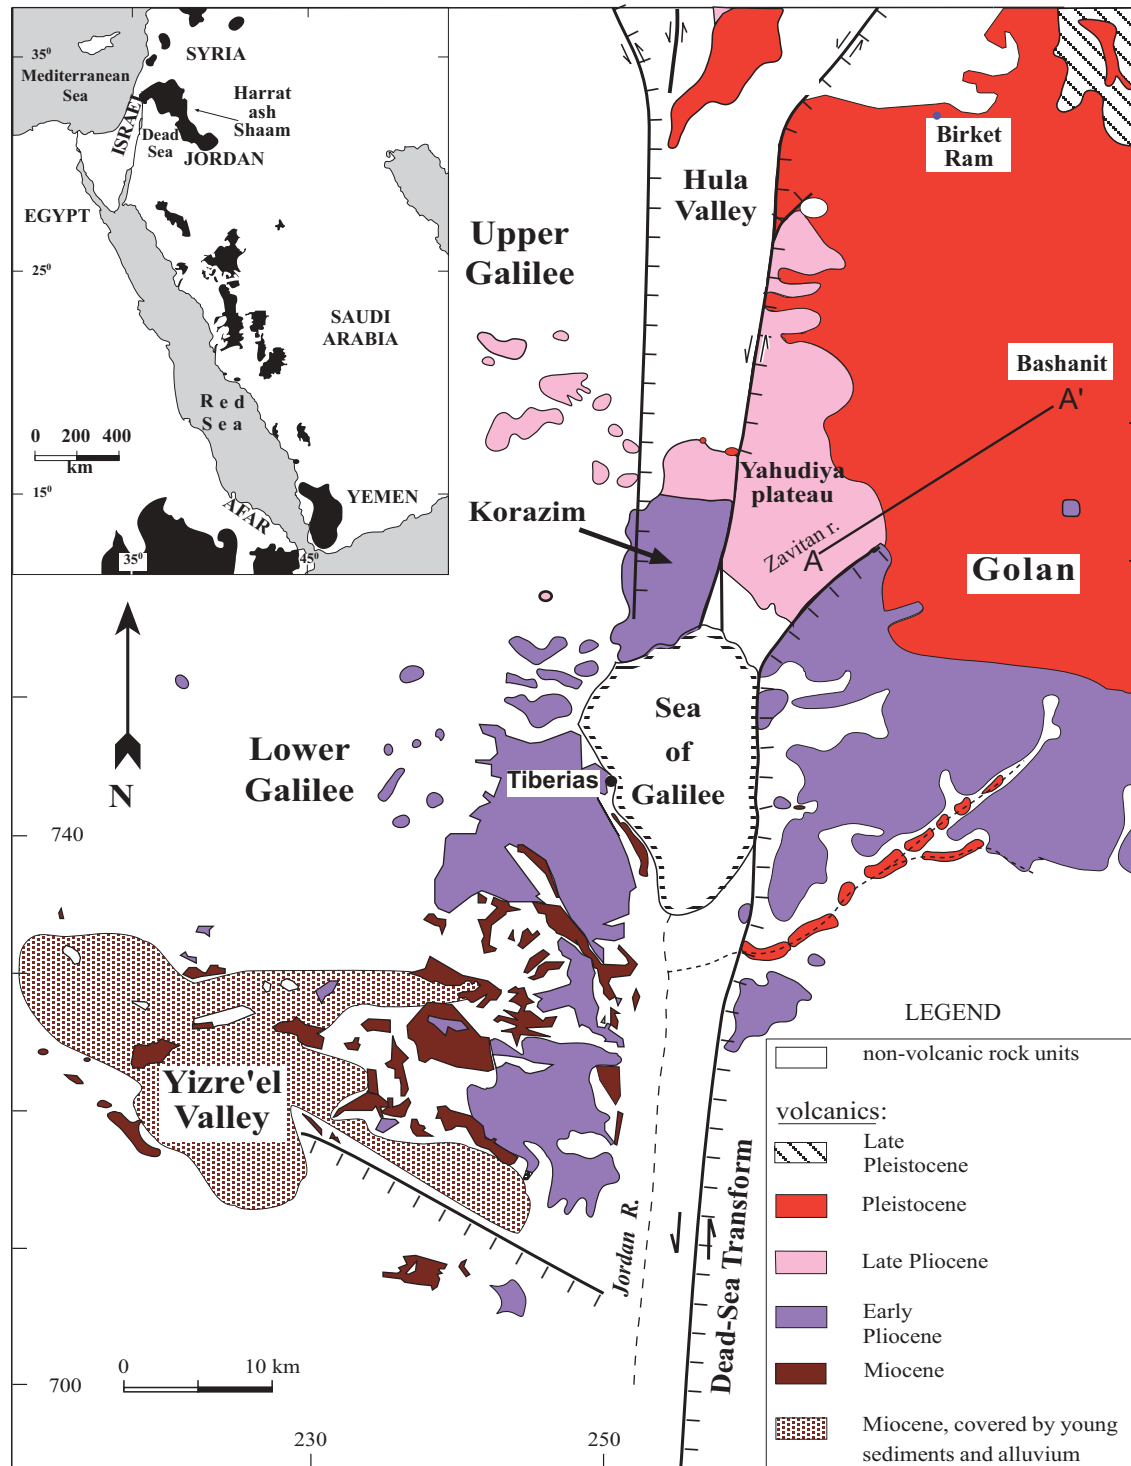 35⁰
SYRIA
Mediterranean
Sea
ISRAEL
Harrat
ash
Shaam
Dead
Sea
JORDAN
EGYPT
25⁰
SAUDI
ARABIA
Red
Sea
0 200 400
km
15⁰
YEMEN
AFAR
35⁰
45⁰
Birket
Ram
Hula
Valley
Upper
Galilee
Bashanit
A'
Yahudiya
plateau
Korazim
Zavitan r.
A
Golan
N
Lower
Galilee
Sea
of
Galilee
Tiberias
740
Yizre'el
Valley
Jordan R.
Dead-Sea Transform
0 10 km
700
230
250
LEGEND
non-volcanic rock units
volcanics:
Late
Pleistocene
Pleistocene
Late Pliocene
Early
Pliocene
Miocene
Miocene, covered by young
sediments and alluvium